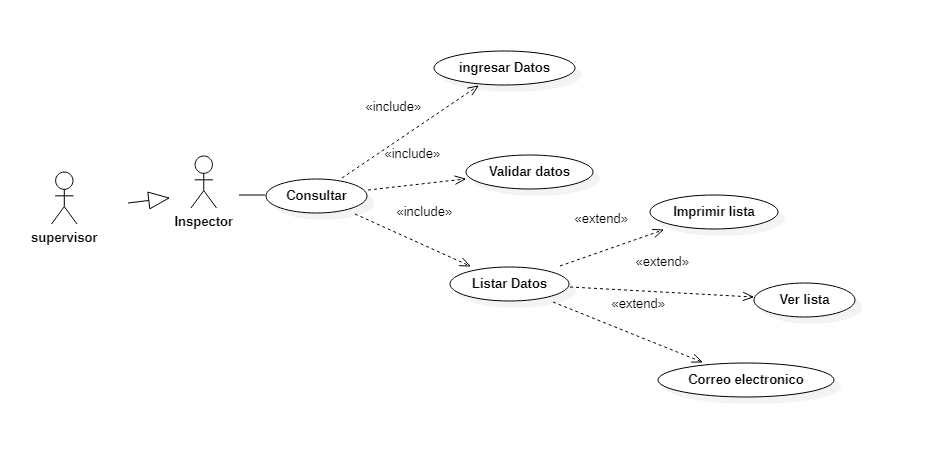 ingresar Datos
«include»
«include»
Validar datos
Consultar
supervisor
Inspector
«include»
«extend»
Imprimir lista
«extend»
Listar Datos
«extend»
Ver lista
Correo electronico